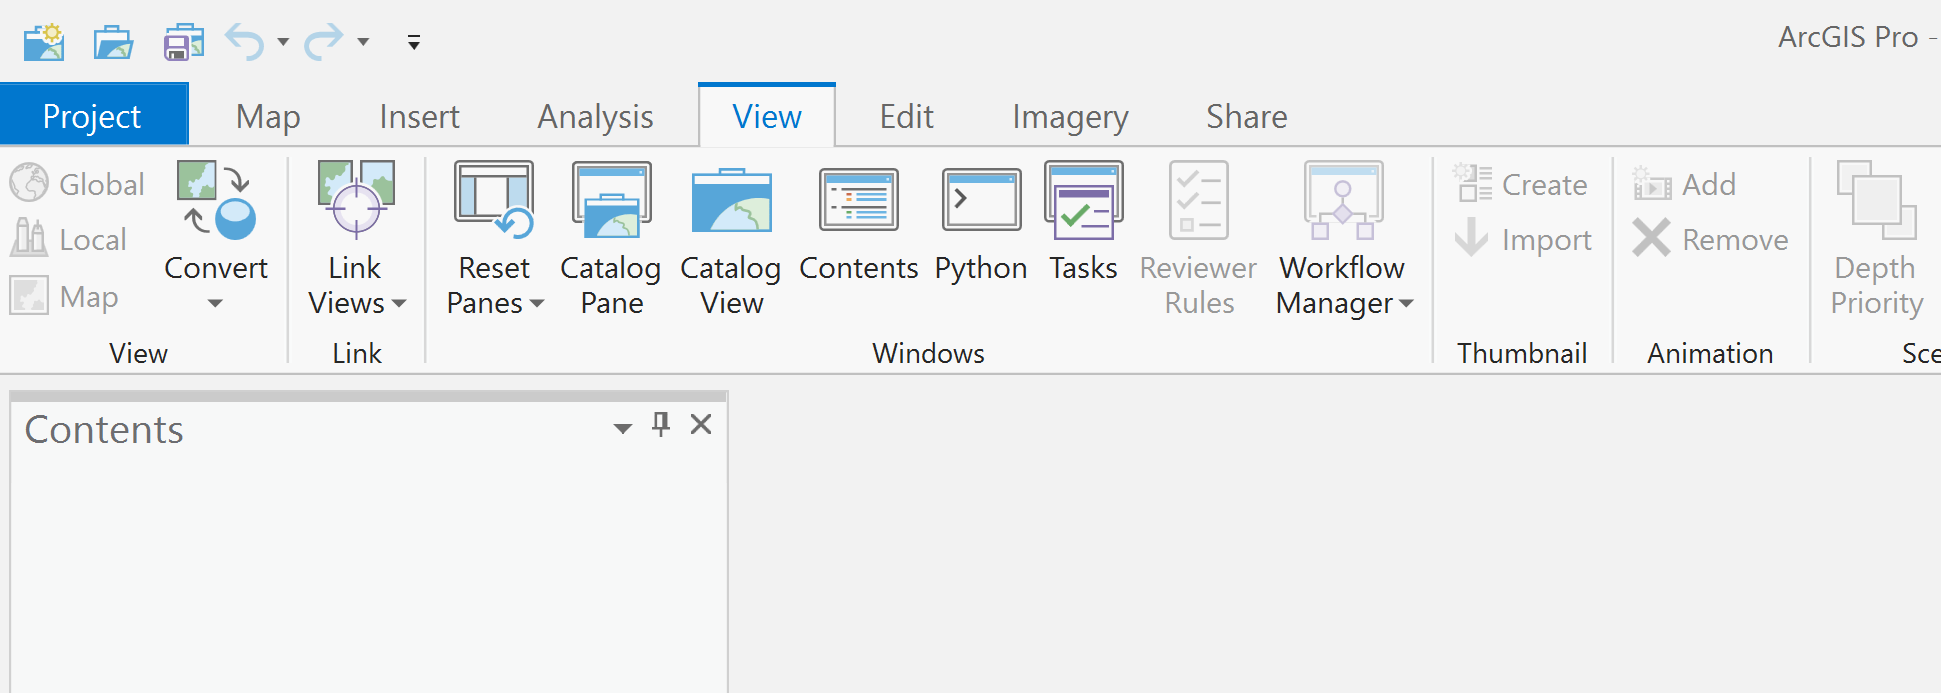 ArcGIS Pro -
Project Map Insert Analysis View Edit Imagery Share
Global
Local
Map
Convert
View
Link
Views
Link
Reset
Panes
Catalog
Pane
Catalog
View
Contents
Python
Tasks
Reviewer
Rules
Workflow
Manager
Windows
Create
Import
Thumbnail
Add
Remove
Animation
Depth
Priority
Sce
Contents